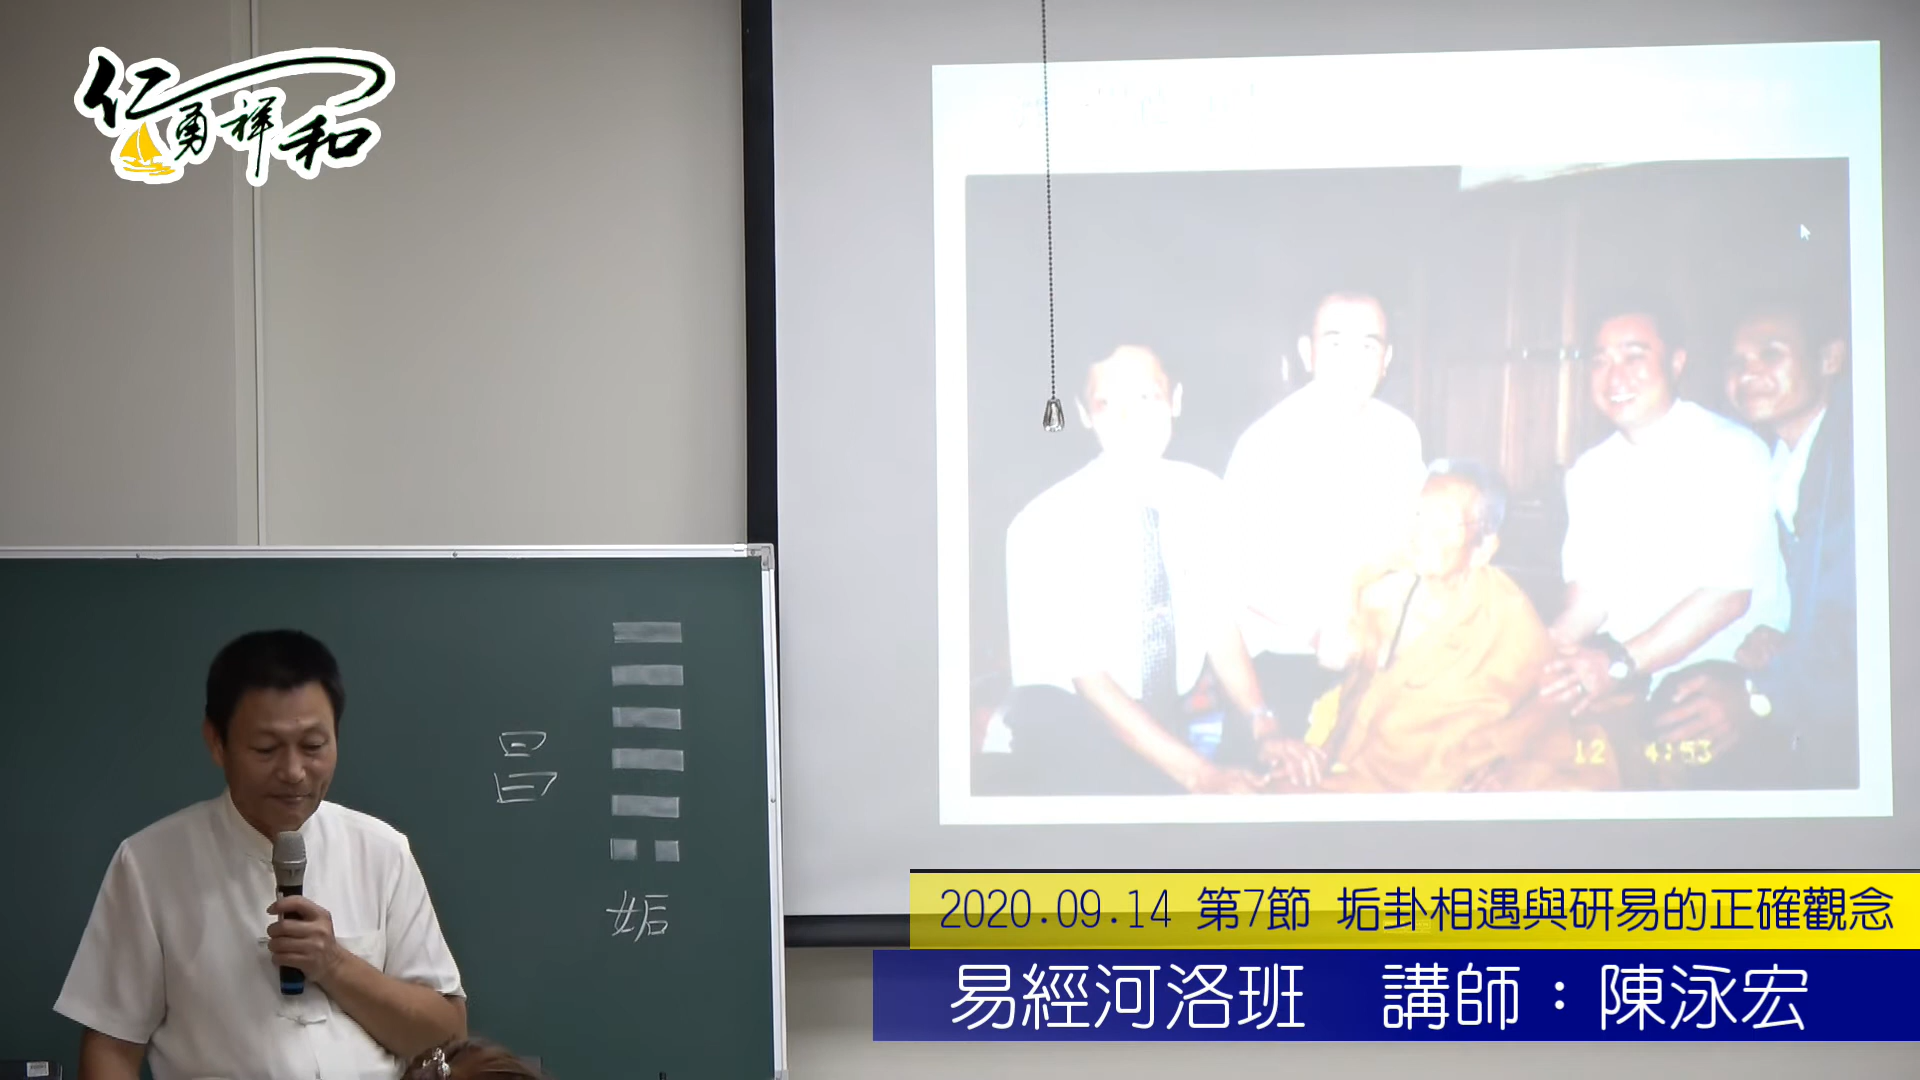 仁勇祥和
昌
姤
12 4:53
2020.09.14 第7節 垢卦相遇與研易的正確觀念
易經河洛班 講師：陳泳宏